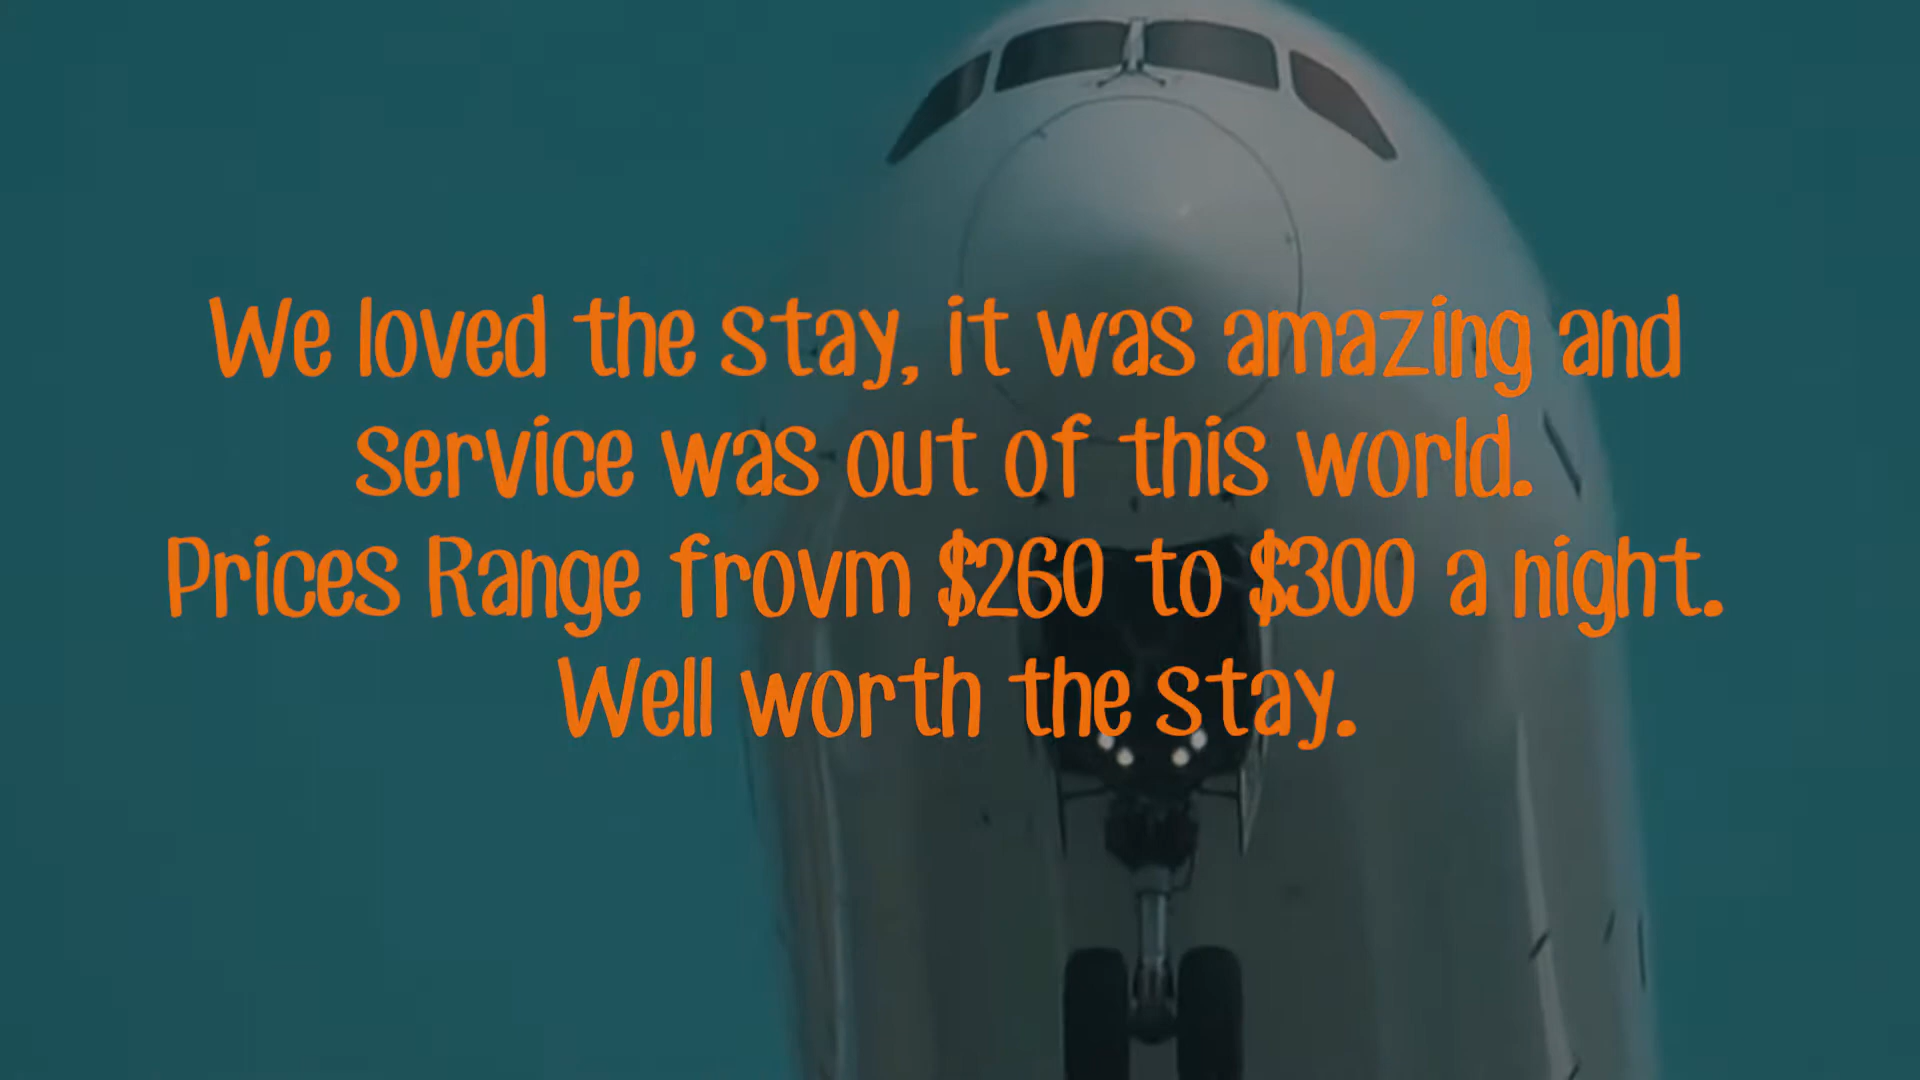 We loved the stay, it was amazing and
service was out of this world.
Prices Range frovm $260 to $300 a night.
Well worth the stay.